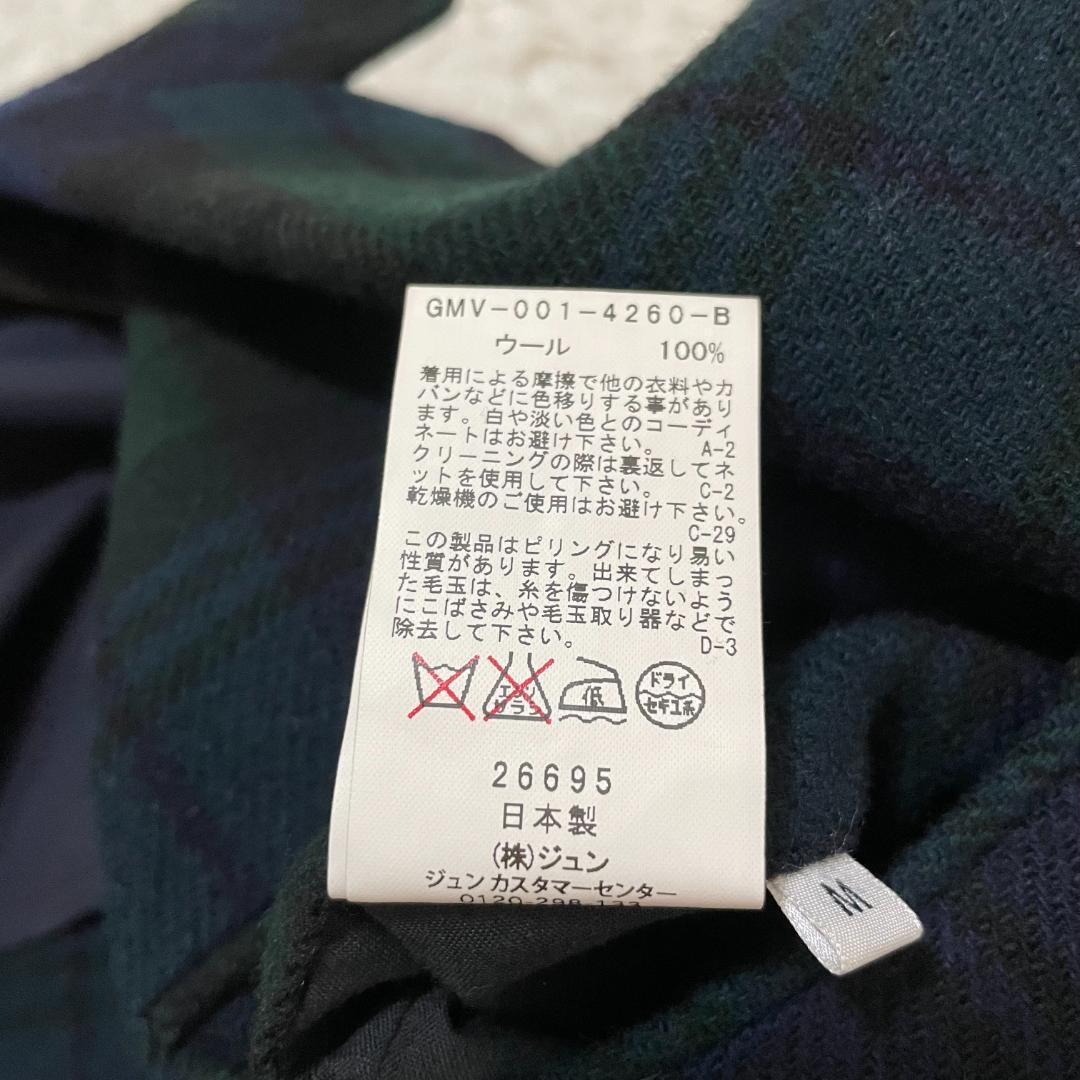 GMV-001-4260-B
ウール 100%
着用による摩擦で他の衣料やカ
バンなどに色移りする事があり
ます。白や淡い色とのコーディ
ネートはお避け下さい。 A-2
クリーニングの際は裏返してネ
ットを使用して下さい。 C-2
乾燥機のご使用はお避け下さい。
C-29
この製品はピリングになり易い
性質があります。出来てしまっ
た毛玉は、糸を傷つけないよう
にこばさみや毛玉取り器などで
除去して下さい。 D-3
エンソ
サラシ
低
ドライ
セキユ系
26695
日本製
(株)ジュン
ジュン カスタマーセンター
0120-298-133
M